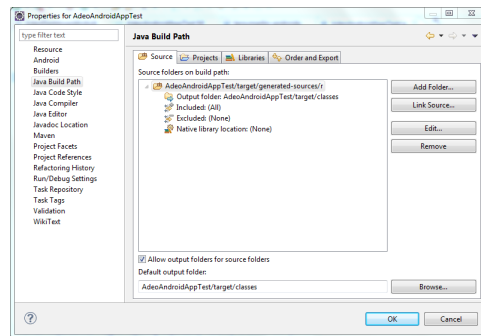 Properties for AdeoAndroidAppTest
type filter text
Resource
Android
Builders
Java Build Path
Java Code Style
Java Compiler
Java Editor
Javadoc Location
Maven
Project Facets
Project References
Refactoring History
Run/Debug Settings
Task Repository
Task Tags
Validation
WikiText
Java Build Path
Source Projects Libraries Order and Export
Source folders on build path:
AdeoAndroidAppTest/target/generated-sources/r
Output folder: AdeoAndroidAppTest/target/classes
Included: (All)
Excluded: (None)
Native library location: (None)
Add Folder...
Link Source...
Edit...
Remove
Allow output folders for source folders
Default output folder:
AdeoAndroidAppTest/target/classes
Browse...
OK Cancel